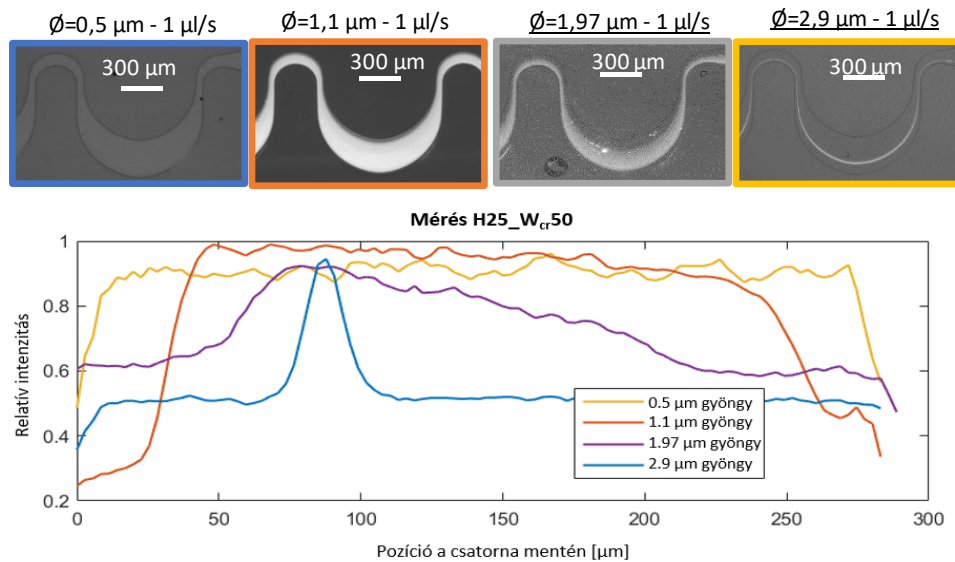 Ø=0,5 µm - 1 µl/s
Ø=1,1 µm - 1 µl/s
Ø=1,97 µm - 1 µl/s
Ø=2,9 µm - 1 µl/s
300 µm
300 µm
300 µm
300 µm
Mérés H25_Wcr50
Relatív intenzitás
1
0.8
0.6
0.4
0.2
0.5 µm gyöngy
1.1 µm gyöngy
1.97 µm gyöngy
2.9 µm gyöngy
0
50
100
150
200
250
300
Pozíció a csatorna mentén [µm]